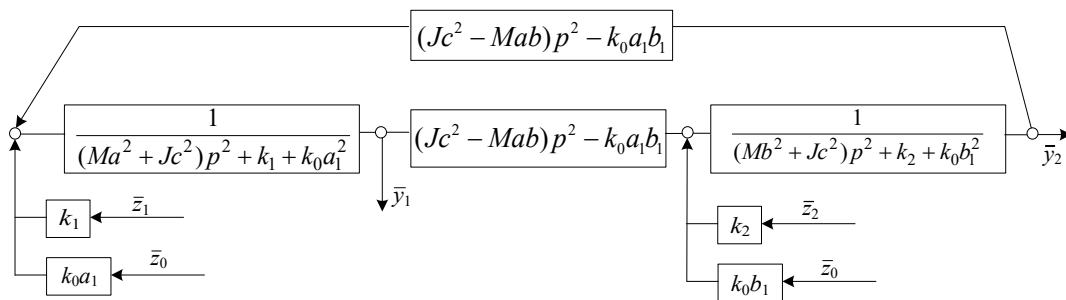 (Jc² − Mab)p² − k₀a₁b₁
1 / ((Ma² + Jc²)p² + k₁ + k₀a₁²)
(Jc² − Mab)p² − k₀a₁b₁
1 / ((Mb² + Jc²)p² + k₂ + k₀b₁²)
ȳ₂
ȳ₁
k₁
z̄₁
k₂
z̄₂
k₀a₁
z̄₀
k₀b₁
z̄₀